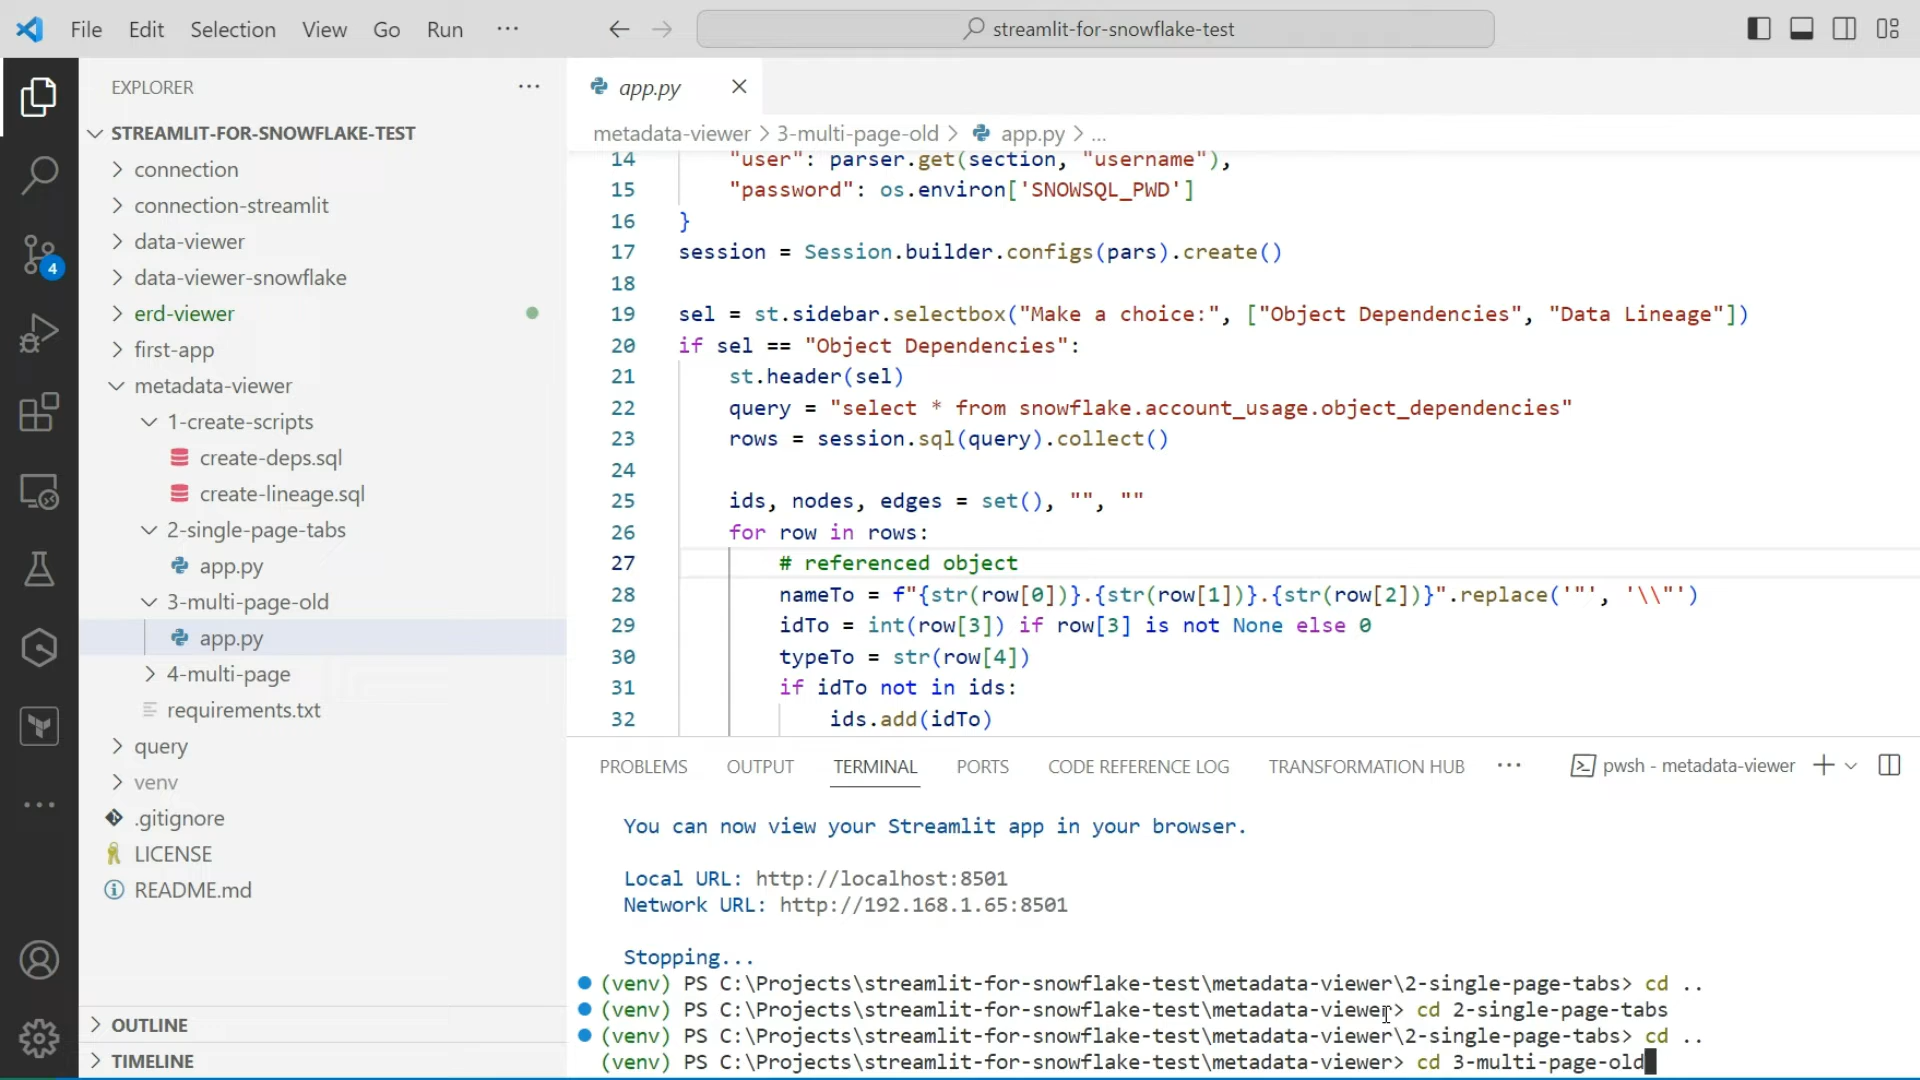 File Edit Selection View Go Run ···
streamlit-for-snowflake-test
EXPLORER ···
STREAMLIT-FOR-SNOWFLAKE-TEST
connection
connection-streamlit
data-viewer
data-viewer-snowflake
erd-viewer
first-app
metadata-viewer
1-create-scripts
create-deps.sql
create-lineage.sql
2-single-page-tabs
app.py
3-multi-page-old
app.py
4-multi-page
requirements.txt
query
venv
.gitignore
LICENSE
README.md
OUTLINE
TIMELINE
4
app.py
metadata-viewer > 3-multi-page-old > app.py > ...
14 "user": parser.get(section, "username"),
15 "password": os.environ['SNOWSQL_PWD']
16 }
17 session = Session.builder.configs(pars).create()
18
19 sel = st.sidebar.selectbox("Make a choice:", ["Object Dependencies", "Data Lineage"])
20 if sel == "Object Dependencies":
21 st.header(sel)
22 query = "select * from snowflake.account_usage.object_dependencies"
23 rows = session.sql(query).collect()
24
25 ids, nodes, edges = set(), "", ""
26 for row in rows:
27 # referenced object
28 nameTo = f"{str(row[0])}.{str(row[1])}.{str(row[2])}".replace('"', '\\"')
29 idTo = int(row[3]) if row[3] is not None else 0
30 typeTo = str(row[4])
31 if idTo not in ids:
32 ids.add(idTo)
PROBLEMS OUTPUT TERMINAL PORTS CODE REFERENCE LOG TRANSFORMATION HUB ··· pwsh - metadata-viewer
You can now view your Streamlit app in your browser.
Local URL: http://localhost:8501
Network URL: http://192.168.1.65:8501
Stopping...
(venv) PS C:\Projects\streamlit-for-snowflake-test\metadata-viewer\2-single-page-tabs> cd ..
(venv) PS C:\Projects\streamlit-for-snowflake-test\metadata-viewer> cd 2-single-page-tabs
(venv) PS C:\Projects\streamlit-for-snowflake-test\metadata-viewer\2-single-page-tabs> cd ..
(venv) PS C:\Projects\streamlit-for-snowflake-test\metadata-viewer> cd 3-multi-page-old